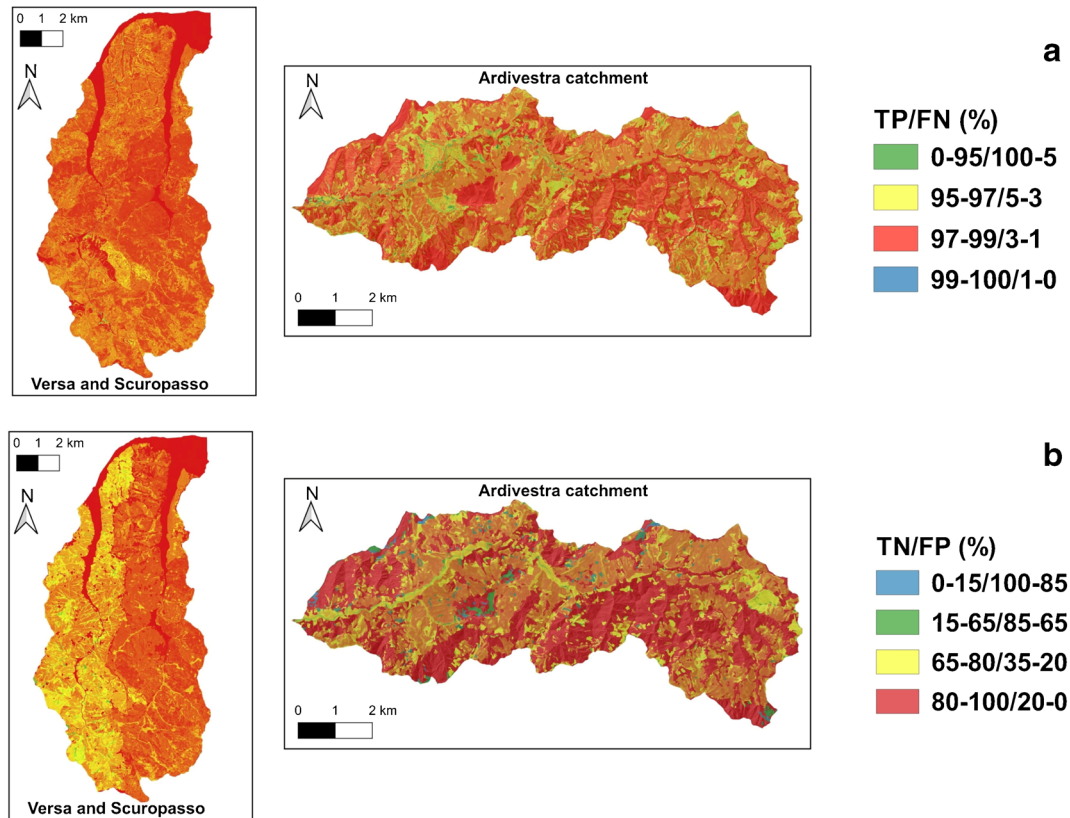 0 1 2 km
N
Versa and Scuropasso
Ardivestra catchment
N
0 1 2 km
a
TP/FN (%)
0-95/100-5
95-97/5-3
97-99/3-1
99-100/1-0
0 1 2 km
N
Versa and Scuropasso
Ardivestra catchment
N
0 1 2 km
b
TN/FP (%)
0-15/100-85
15-65/85-65
65-80/35-20
80-100/20-0